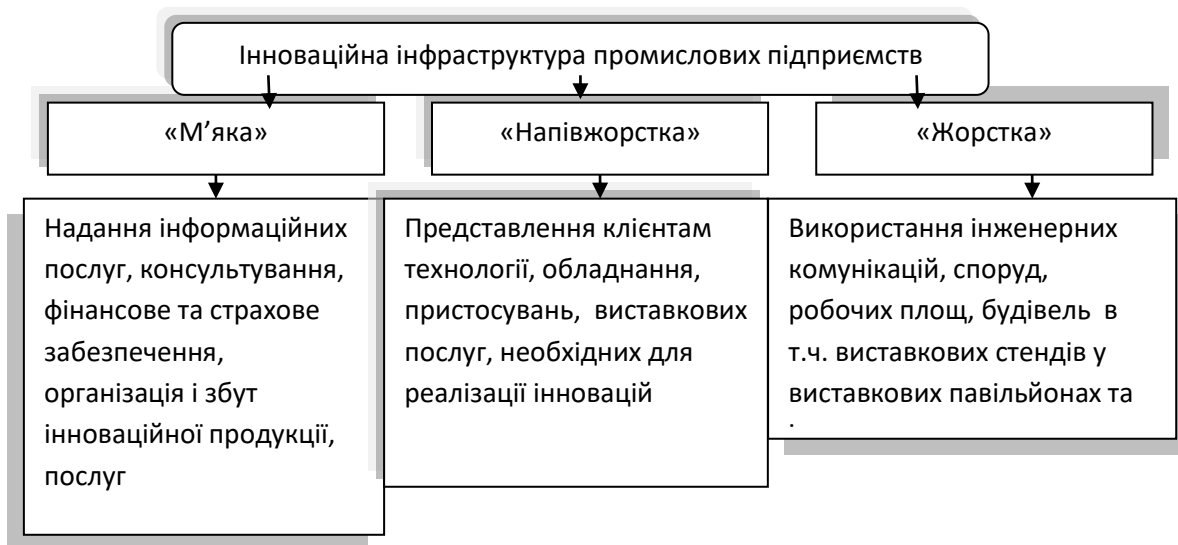 Інноваційна інфраструктура промислових підприємств
«М’яка»
«Напівжорстка»
«Жорстка»
Надання інформаційних
послуг, консультування,
фінансове та страхове
забезпечення,
організація і збут
інноваційної продукції,
послуг
Представлення клієнтам
технології, обладнання,
пристосувань, виставкових
послуг, необхідних для
реалізації інновацій
Використання інженерних
комунікацій, споруд,
робочих площ, будівель в
т.ч. виставкових стендів у
виставкових павільйонах та